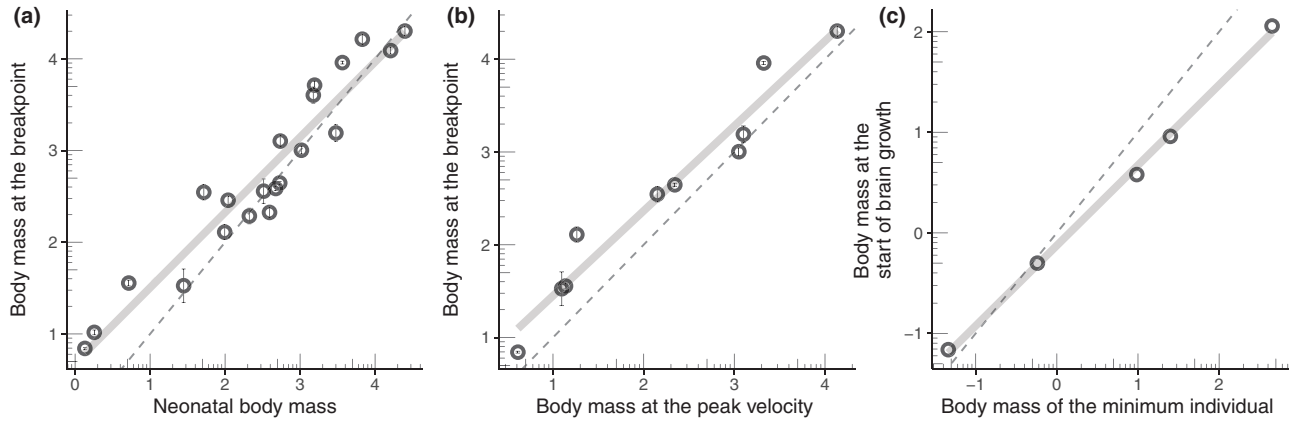 (a)
Body mass at the breakpoint
4
3
2
1
0
1
2
3
4
Neonatal body mass
(b)
Body mass at the breakpoint
4
3
2
1
1
2
3
4
Body mass at the peak velocity
(c)
Body mass at the
start of brain growth
2
1
0
−1
−1
0
1
2
Body mass of the minimum individual